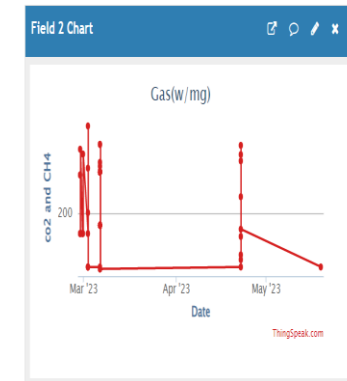 Field 2 Chart
Gas(w/mg)
co2 and CH4
200
Mar '23 Apr '23 May '23
Date
ThingSpeak.com